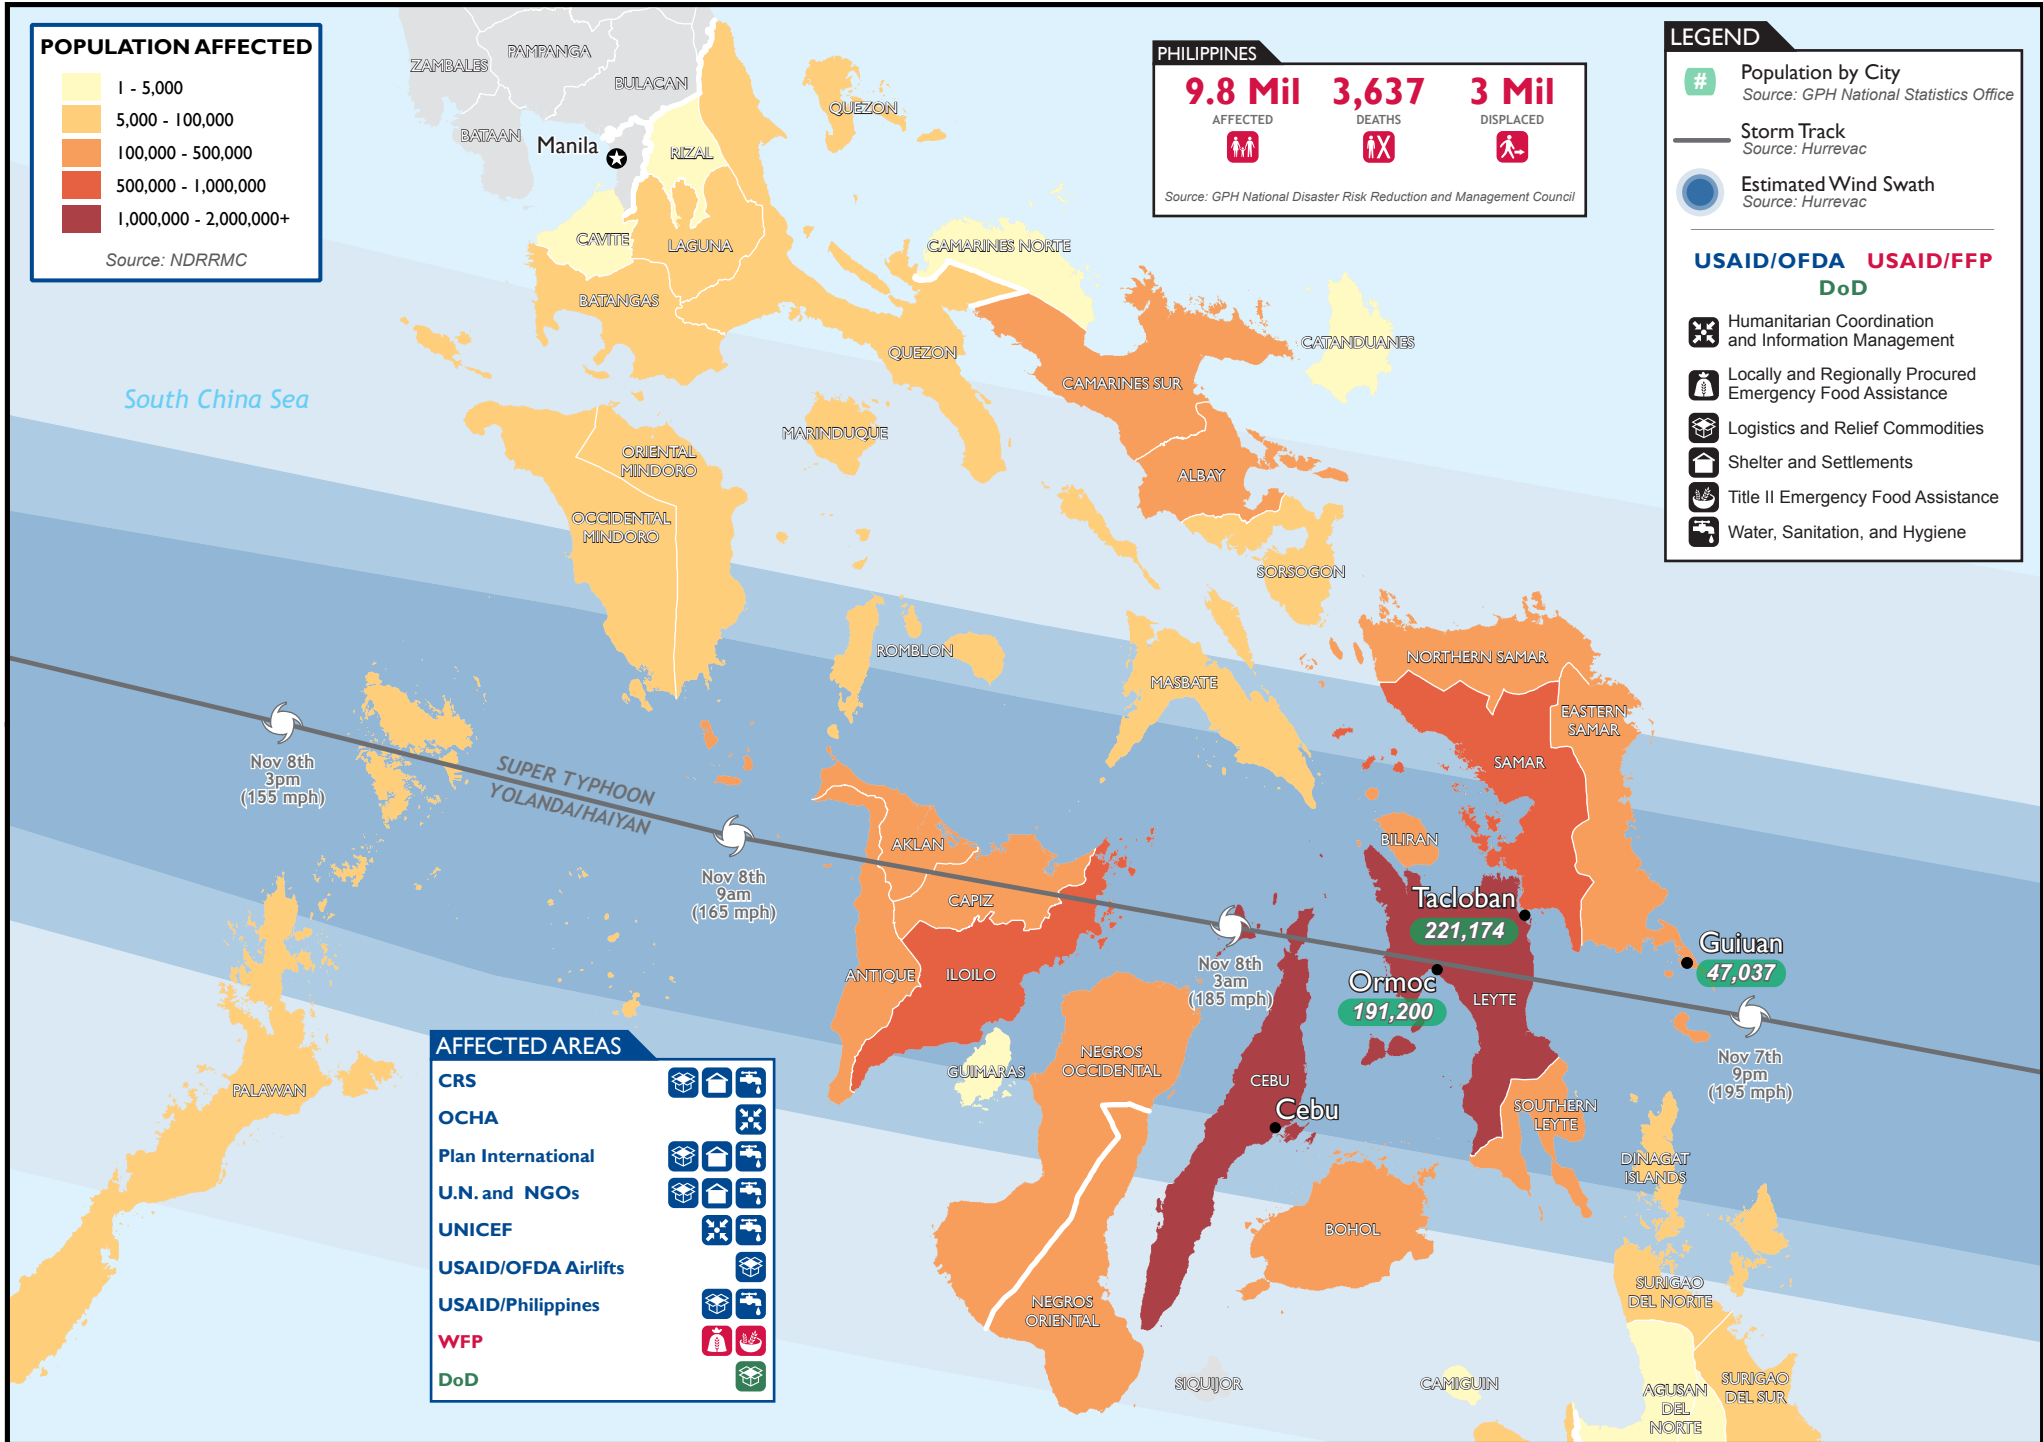 POPULATION AFFECTED
1 - 5,000
5,000 - 100,000
100,000 - 500,000
500,000 - 1,000,000
1,000,000 - 2,000,000+
Source: NDRRMC
PHILIPPINES
9.8 Mil 3,637 3 Mil
AFFECTED DEATHS DISPLACED
Source: GPH National Disaster Risk Reduction and Management Council
LEGEND
#
Population by City
Source: GPH National Statistics Office
Storm Track
Source: Hurrevac
Estimated Wind Swath
Source: Hurrevac
USAID/OFDA USAID/FFP
DoD
Humanitarian Coordination
and Information Management
Locally and Regionally Procured
Emergency Food Assistance
Logistics and Relief Commodities
Shelter and Settlements
Title II Emergency Food Assistance
Water, Sanitation, and Hygiene
ZAMBALES
PAMPANGA
BULACAN
BATAAN
Manila
RIZAL
QUEZON
CAVITE
LAGUNA
CAMARINES NORTE
BATANGAS
QUEZON
CATANDUANES
CAMARINES SUR
South China Sea
MARINDUQUE
ORIENTAL
MINDORO
ALBAY
OCCIDENTAL
MINDORO
SORSOGON
ROMBLON
MASBATE
NORTHERN SAMAR
EASTERN
SAMAR
SAMAR
Nov 8th
3pm
(155 mph)
SUPER TYPHOON
YOLANDA/HAIYAN
Nov 8th
9am
(165 mph)
AKLAN
CAPIZ
ANTIQUE
ILOILO
BILIRAN
Tacloban
221,174
Guiuan
47,037
Nov 8th
3am
(185 mph)
Ormoc
191,200
LEYTE
Nov 7th
9pm
(195 mph)
GUIMARAS
NEGROS
OCCIDENTAL
CEBU
Cebu
SOUTHERN
LEYTE
PALAWAN
DINAGAT
ISLANDS
BOHOL
NEGROS
ORIENTAL
SURIGAO
DEL NORTE
SIQUIJOR
CAMIGUIN
AGUSAN
DEL
NORTE
SURIGAO
DEL SUR
AFFECTED AREAS
CRS
OCHA
Plan International
U.N. and NGOs
UNICEF
USAID/OFDA Airlifts
USAID/Philippines
WFP
DoD